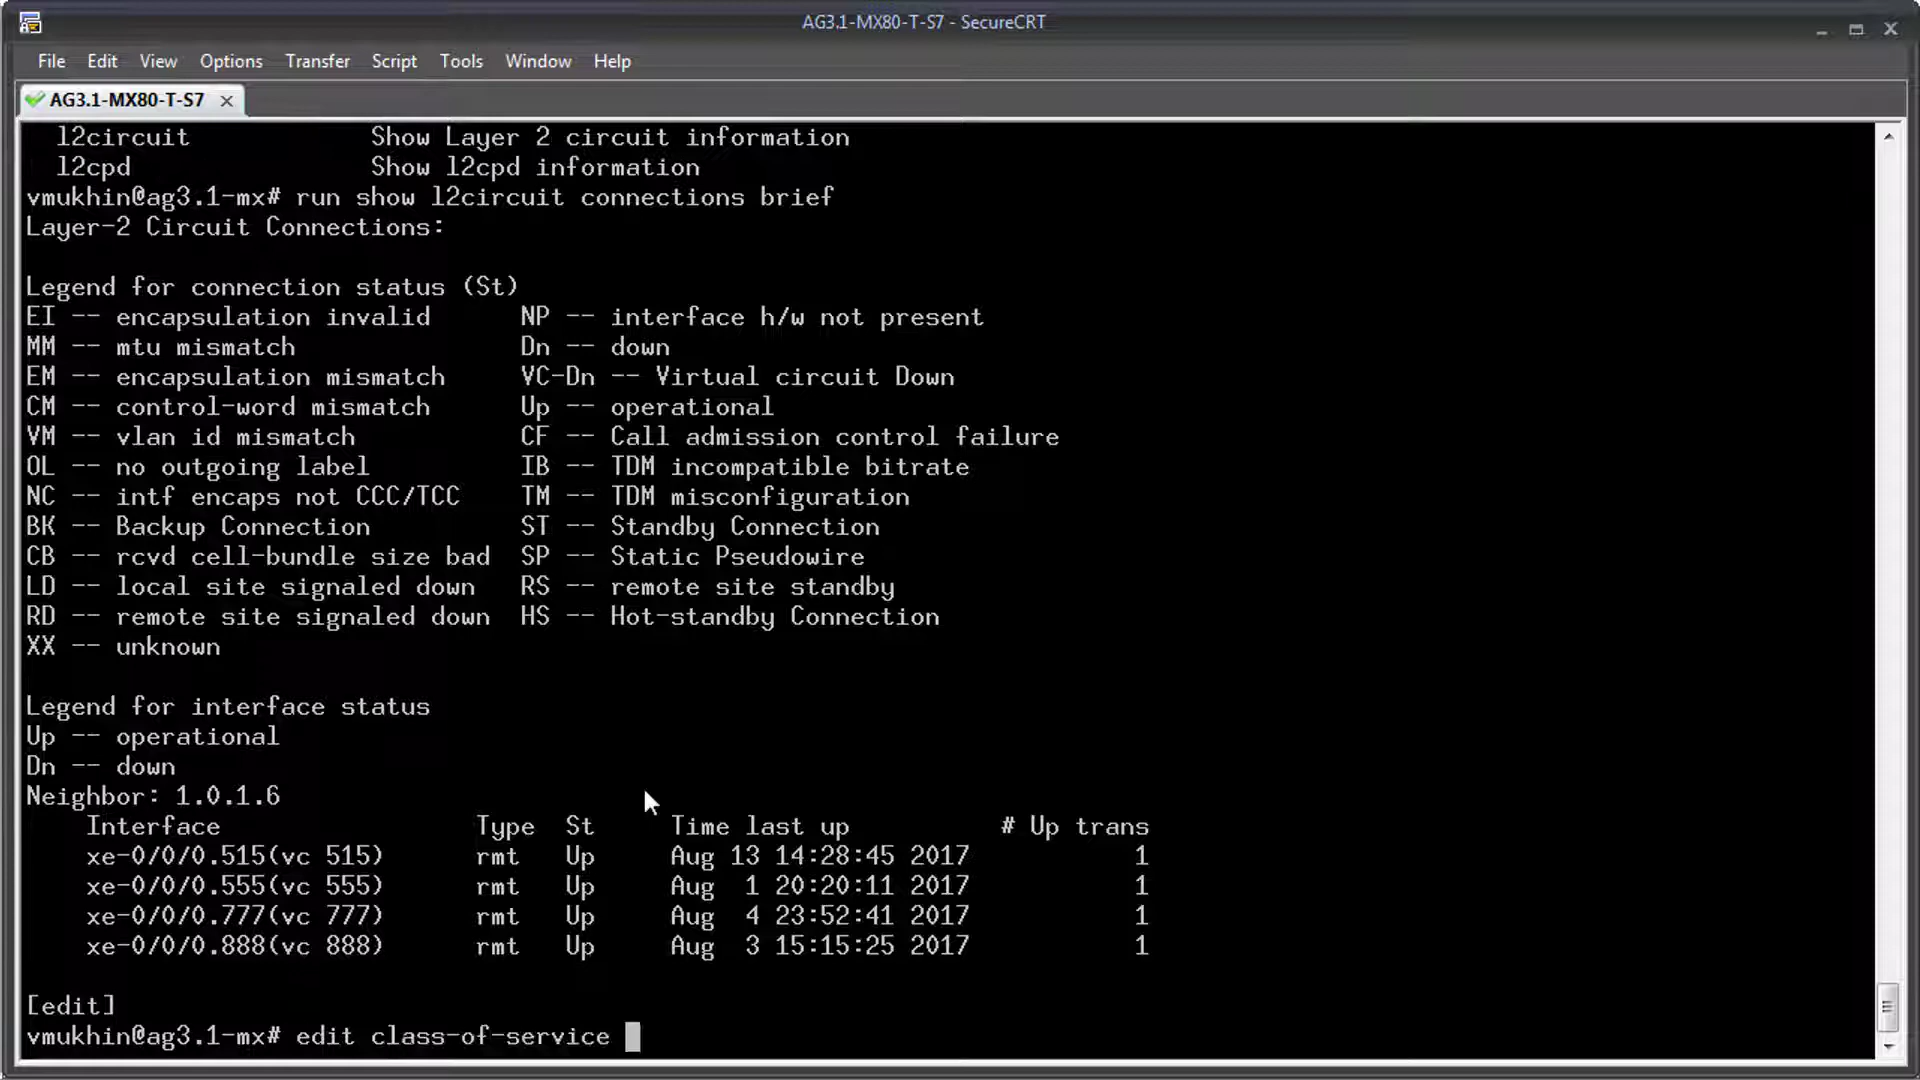 AG3.1-MX80-T-S7 - SecureCRT
File Edit View Options Transfer Script Tools Window Help
AG3.1-MX80-T-S7
l2circuit            Show Layer 2 circuit information
l2cpd                Show l2cpd information
vmukhin@ag3.1-mx# run show l2circuit connections brief
Layer-2 Circuit Connections:
Legend for connection status (St)
EI -- encapsulation invalid      NP -- interface h/w not present
MM -- mtu mismatch               Dn -- down
EM -- encapsulation mismatch     VC-Dn -- Virtual circuit Down
CM -- control-word mismatch      Up -- operational
VM -- vlan id mismatch           CF -- Call admission control failure
OL -- no outgoing label          IB -- TDM incompatible bitrate
NC -- intf encaps not CCC/TCC    TM -- TDM misconfiguration
BK -- Backup Connection          ST -- Standby Connection
CB -- rcvd cell-bundle size bad  SP -- Static Pseudowire
LD -- local site signaled down   RS -- remote site standby
RD -- remote site signaled down  HS -- Hot-standby Connection
XX -- unknown
Legend for interface status
Up -- operational
Dn -- down
Neighbor: 1.0.1.6
Interface                 Type  St     Time last up          # Up trans
xe-0/0/0.515(vc 515)      rmt   Up     Aug 13 14:28:45 2017           1
xe-0/0/0.555(vc 555)      rmt   Up     Aug  1 20:20:11 2017           1
xe-0/0/0.777(vc 777)      rmt   Up     Aug  4 23:52:41 2017           1
xe-0/0/0.888(vc 888)      rmt   Up     Aug  3 15:15:25 2017           1
[edit]
vmukhin@ag3.1-mx# edit class-of-service